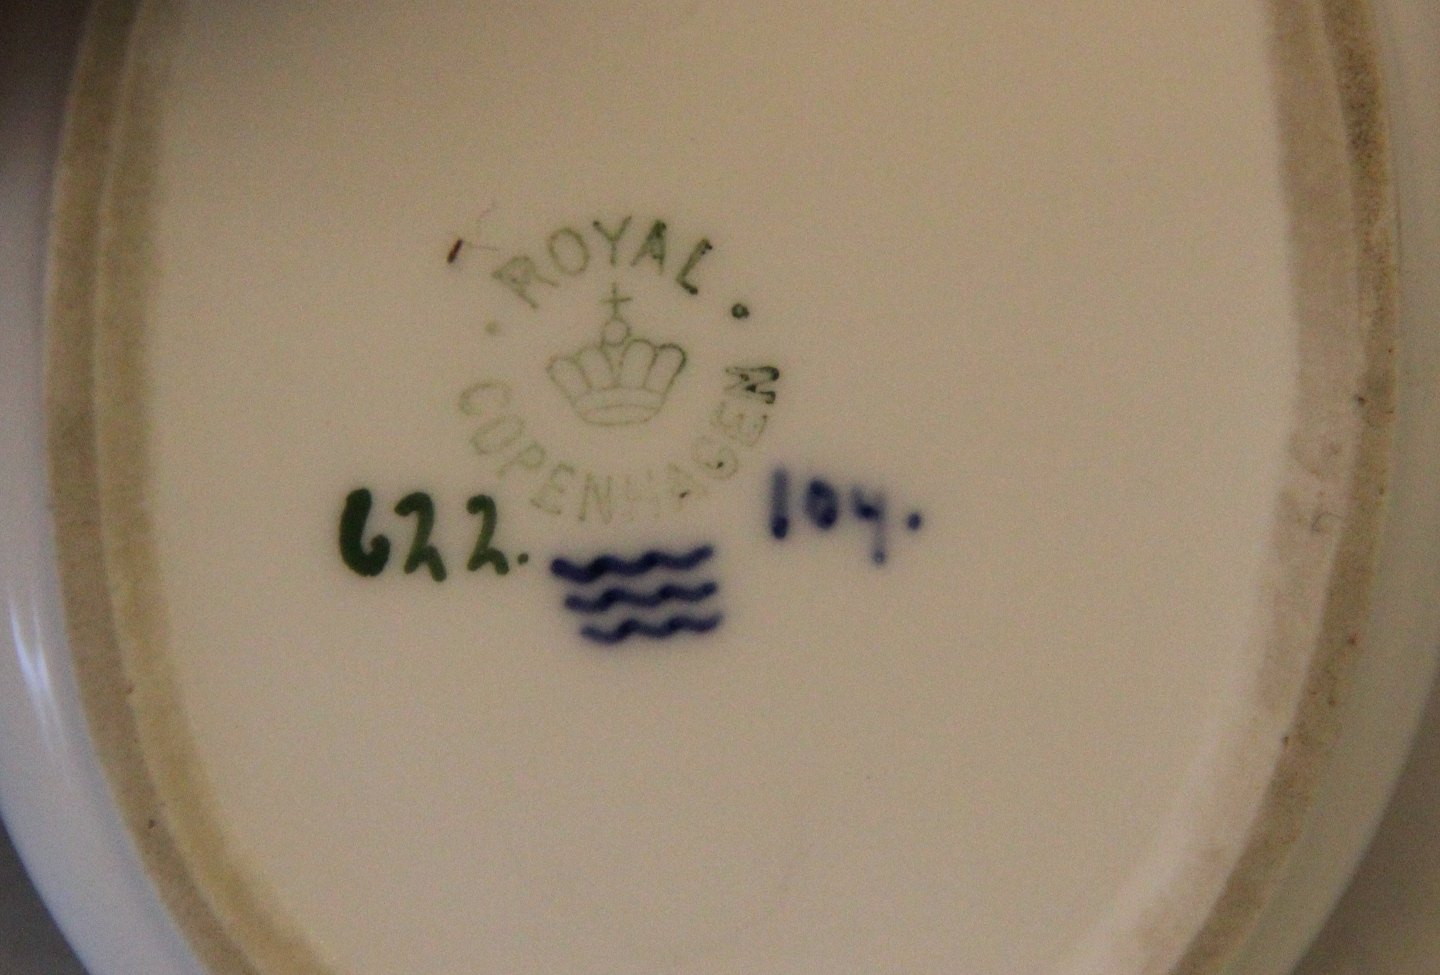 ROYAL
COPENHAGEN
622.
104.